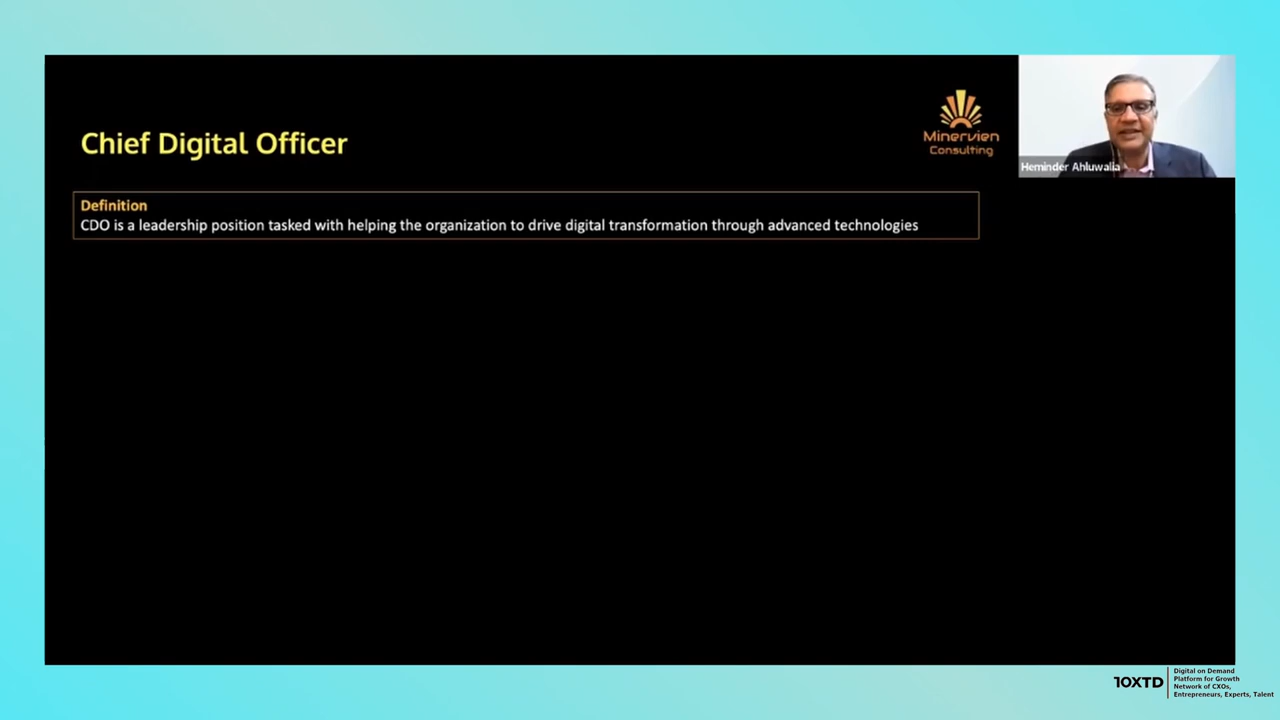 Chief Digital Officer
Minervien
Consulting
Heminder Ahluwalia
Definition
CDO is a leadership position tasked with helping the organization to drive digital transformation through advanced technologies
10XTD
Digital on Demand
Platform for Growth
Network of CXOs,
Entrepreneurs, Experts, Talent